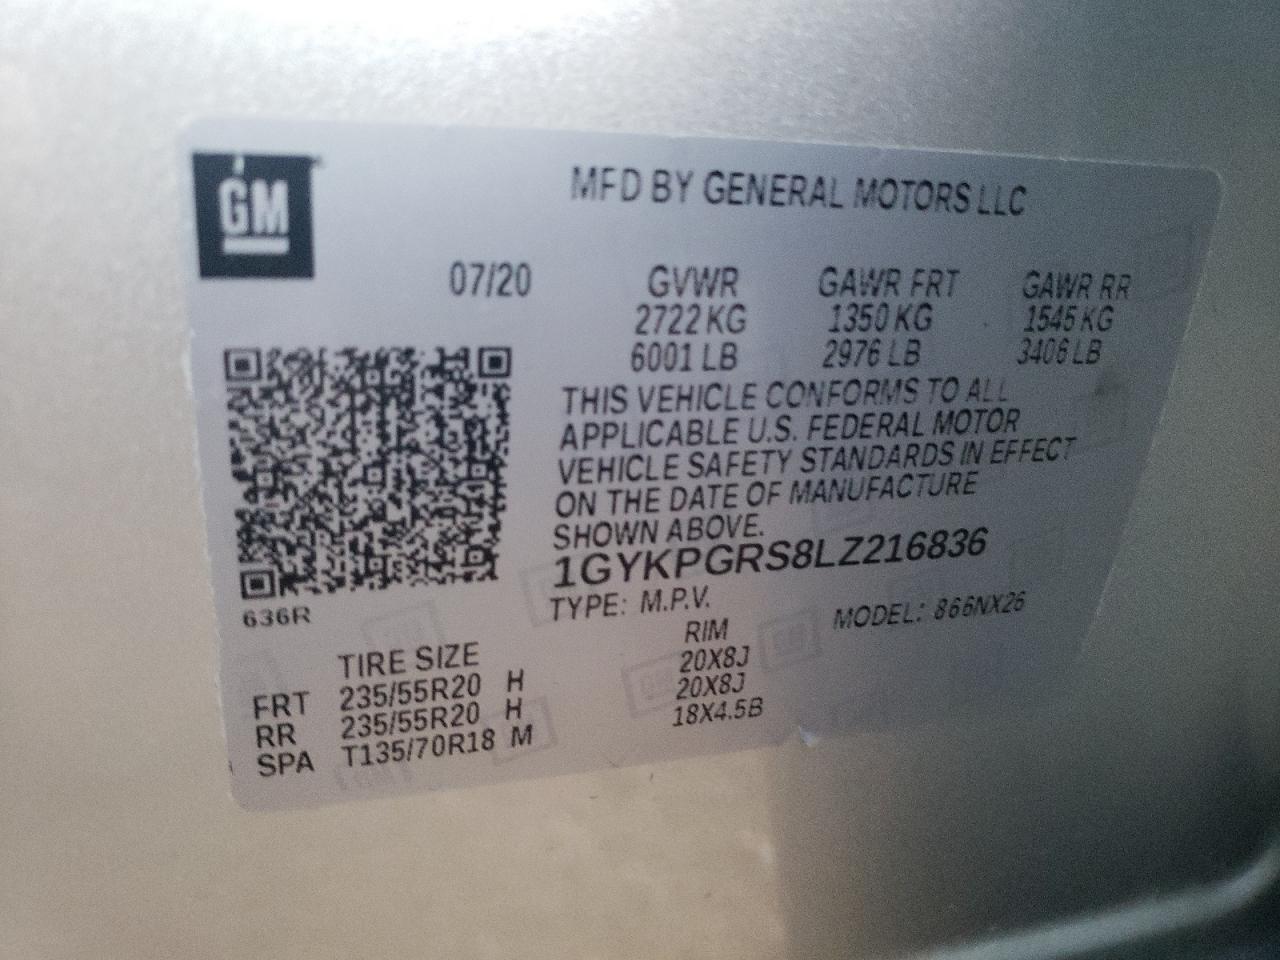 GM
MFD BY GENERAL MOTORS LLC
07/20 GVWR GAWR FRT GAWR RR
2722 KG 1350 KG 1545 KG
6001 LB 2976 LB 3406 LB
THIS VEHICLE CONFORMS TO ALL
APPLICABLE U.S. FEDERAL MOTOR
VEHICLE SAFETY STANDARDS IN EFFECT
ON THE DATE OF MANUFACTURE
SHOWN ABOVE.
1GYKPGRS8LZ216836
636R
TYPE: M.P.V. MODEL: 866NX26
TIRE SIZE RIM
FRT 235/55R20 H 20X8J
RR 235/55R20 H 20X8J
SPA T135/70R18 M 18X4.5B